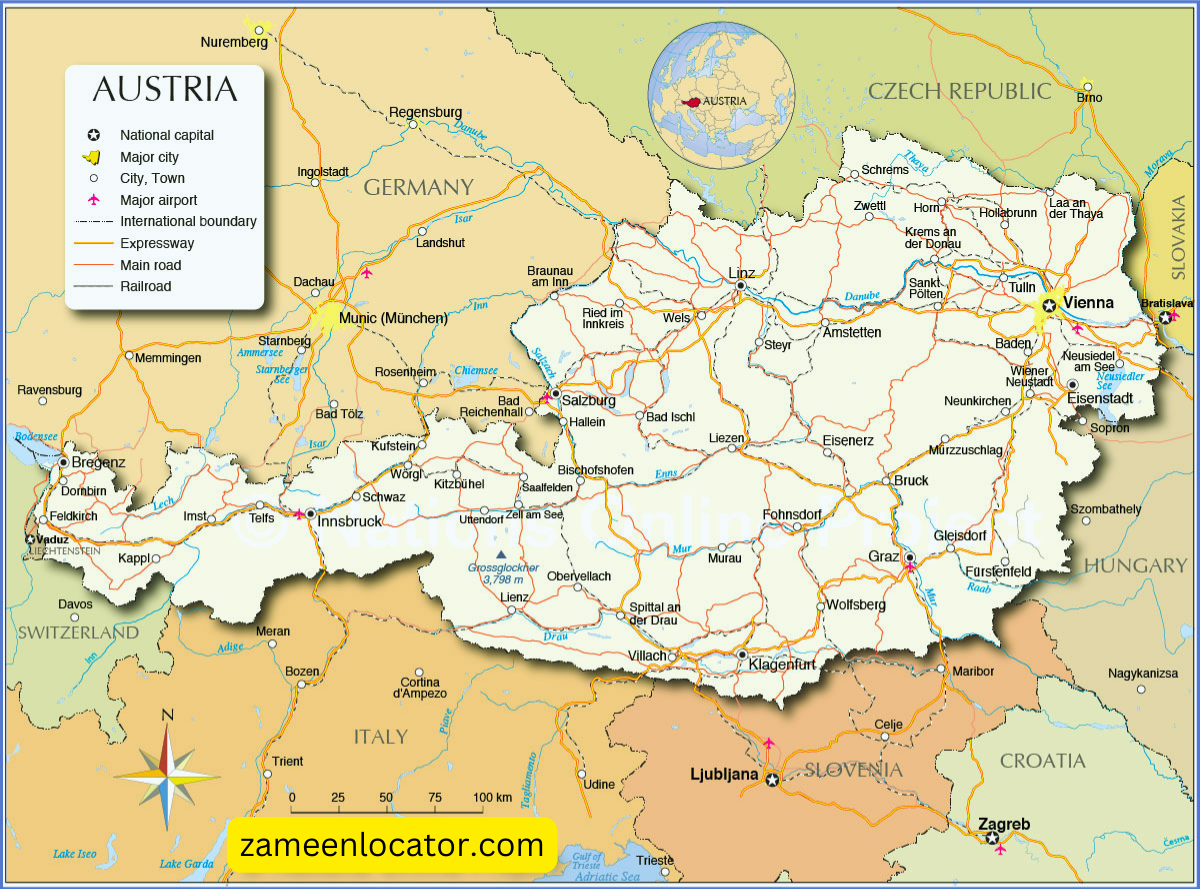 Nuremberg
AUSTRIA
National capital
Major city
City, Town
Major airport
International boundary
Expressway
Main road
Railroad
AUSTRIA
CZECH REPUBLIC
Brno
Morava
Regensburg
Danube
Ingolstadt
GERMANY
Isar
Landshut
Dachau
Munic (München)
Starnberg
Ammersee
Starnberger
See
Memmingen
Ravensburg
Rosenheim
Chiemsee
Inn
Bad Tölz
Isar
Bad
Reichenhall
Bodensee
Schrems
Thaya
Zwettl
Horn
Hollabrunn
Laa an
der Thaya
SLOVAKIA
Krems an
der Donau
Linz
Braunau
am Inn
Ried im
Innkreis
Wels
Danube
Sankt
Pölten
Tulln
Vienna
Bratislava
Amstetten
Steyr
Baden
Neusiedel
am See
Neusiedler
See
Wiener
Neustadt
Eisenstadt
Neunkirchen
Sopron
Salzach
Salzburg
Hallein
Bad Ischl
Liezen
Eisenerz
Mürzzuschlag
Bregenz
Dornbirn
Feldkirch
Vaduz
LIECHTENSTEIN
Lech
Imst
Telfs
Kappl
Innsbruck
Schwaz
Wörgl
Kufstein
Kitzbühel
Saalfelden
Bischofshofen
Enns
Uttendorf
Zell am See
Bruck
© Nations Online Project
Fohnsdorf
Mur
Murau
Graz
Gleisdorf
Fürstenfeld
Raab
Szombathely
HUNGARY
Grossglockner
3,798 m
Obervellach
Lienz
Drau
Spittal an
der Drau
Wolfsberg
Mur
Villach
Klagenfurt
Davos
SWITZERLAND
Inn
Meran
Adige
Bozen
Cortina
d'Ampezo
Piave
ITALY
Trient
Tagliamento
Udine
Maribor
Nagykanizsa
Celje
Ljubljana
SLOVENIA
CROATIA
Zagreb
Česma
N
0 25 50 75 100 km
zameenlocator.com
Lake Iseo
Lake Garda
Gulf of
Trieste
Trieste
Adriatic Sea